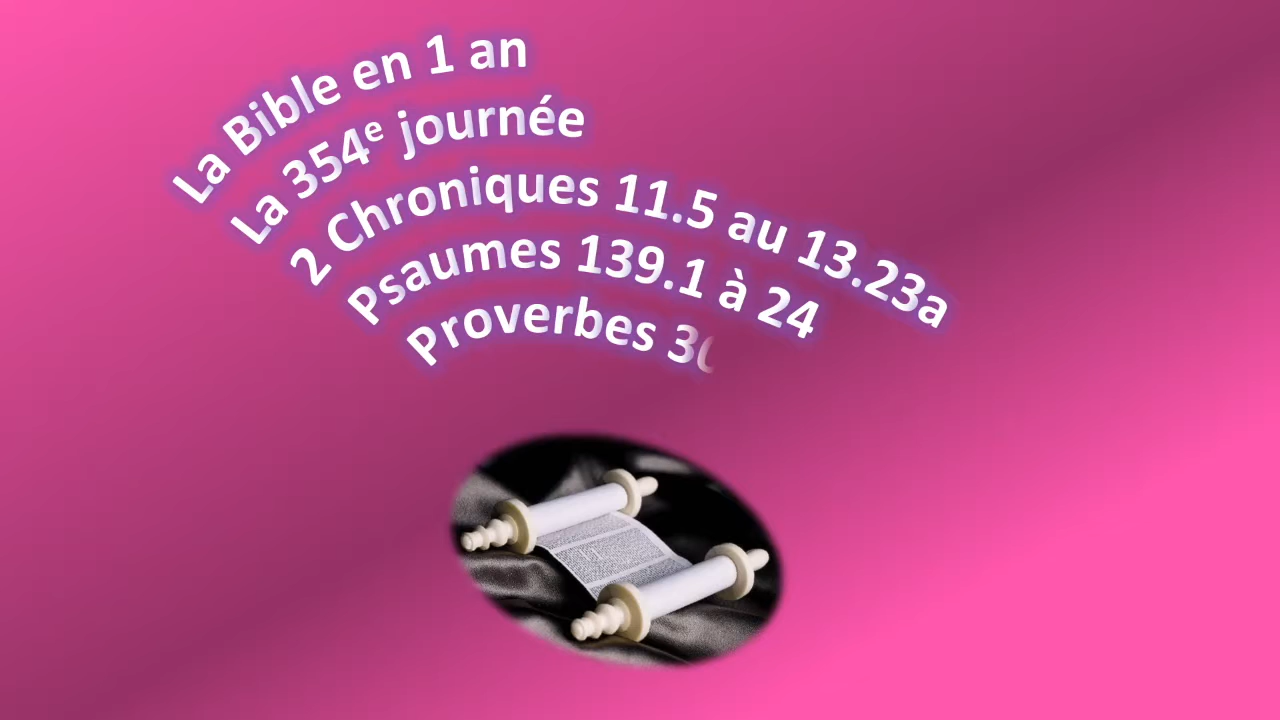 La Bible en 1 an
La 354e journée
2 Chroniques 11.5 au 13.23a
Psaumes 139.1 à 24
Proverbes